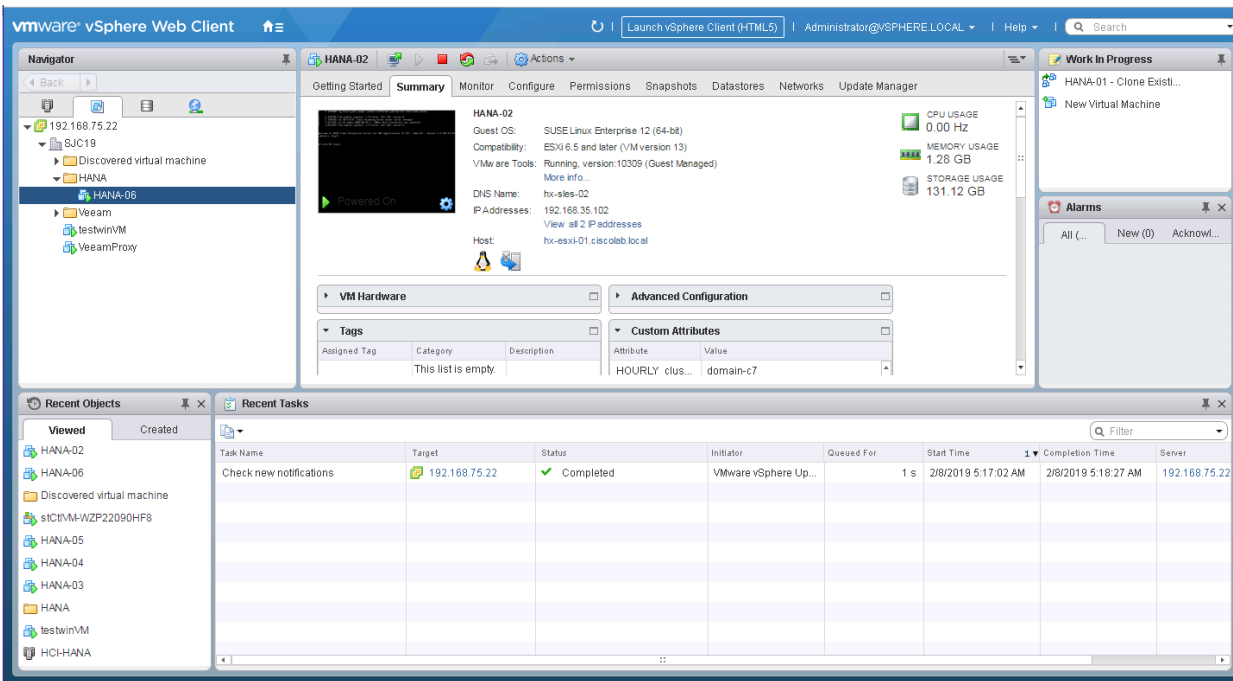 vmware® vSphere Web Client
Launch vSphere Client (HTML5)
Administrator@VSPHERE.LOCAL
Help
Search
Navigator
Back
192.168.75.22
SJC19
Discovered virtual machine
HANA
HANA-06
Veeam
testwinVM
VeeamProxy
HANA-02
Actions
Getting Started Summary Monitor Configure Permissions Snapshots Datastores Networks Update Manager
Powered On
HANA-02
Guest OS: SUSE Linux Enterprise 12 (64-bit)
Compatibility: ESXi 6.5 and later (VM version 13)
VMware Tools: Running, version:10309 (Guest Managed)
More info...
DNS Name: hx-sles-02
IP Addresses: 192.168.35.102
View all 2 IP addresses
Host: hx-esxi-01.ciscolab.local
CPU USAGE
0.00 Hz
MEMORY USAGE
1.28 GB
STORAGE USAGE
131.12 GB
VM Hardware
Advanced Configuration
Tags
Assigned Tag Category Description
This list is empty.
Custom Attributes
Attribute Value
HOURLY_clus... domain-c7
Work In Progress
HANA-01 - Clone Existi...
New Virtual Machine
Alarms
All (... New (0) Acknowl...
Recent Objects
Viewed Created
HANA-02
HANA-06
Discovered virtual machine
stCtlVM-WZP22090HF8
HANA-05
HANA-04
HANA-03
HANA
testwinVM
HCI-HANA
Recent Tasks
Filter
Task Name Target Status Initiator Queued For Start Time 1 Completion Time Server
Check new notifications 192.168.75.22 Completed VMware vSphere Up... 1 s 2/8/2019 5:17:02 AM 2/8/2019 5:18:27 AM 192.168.75.22